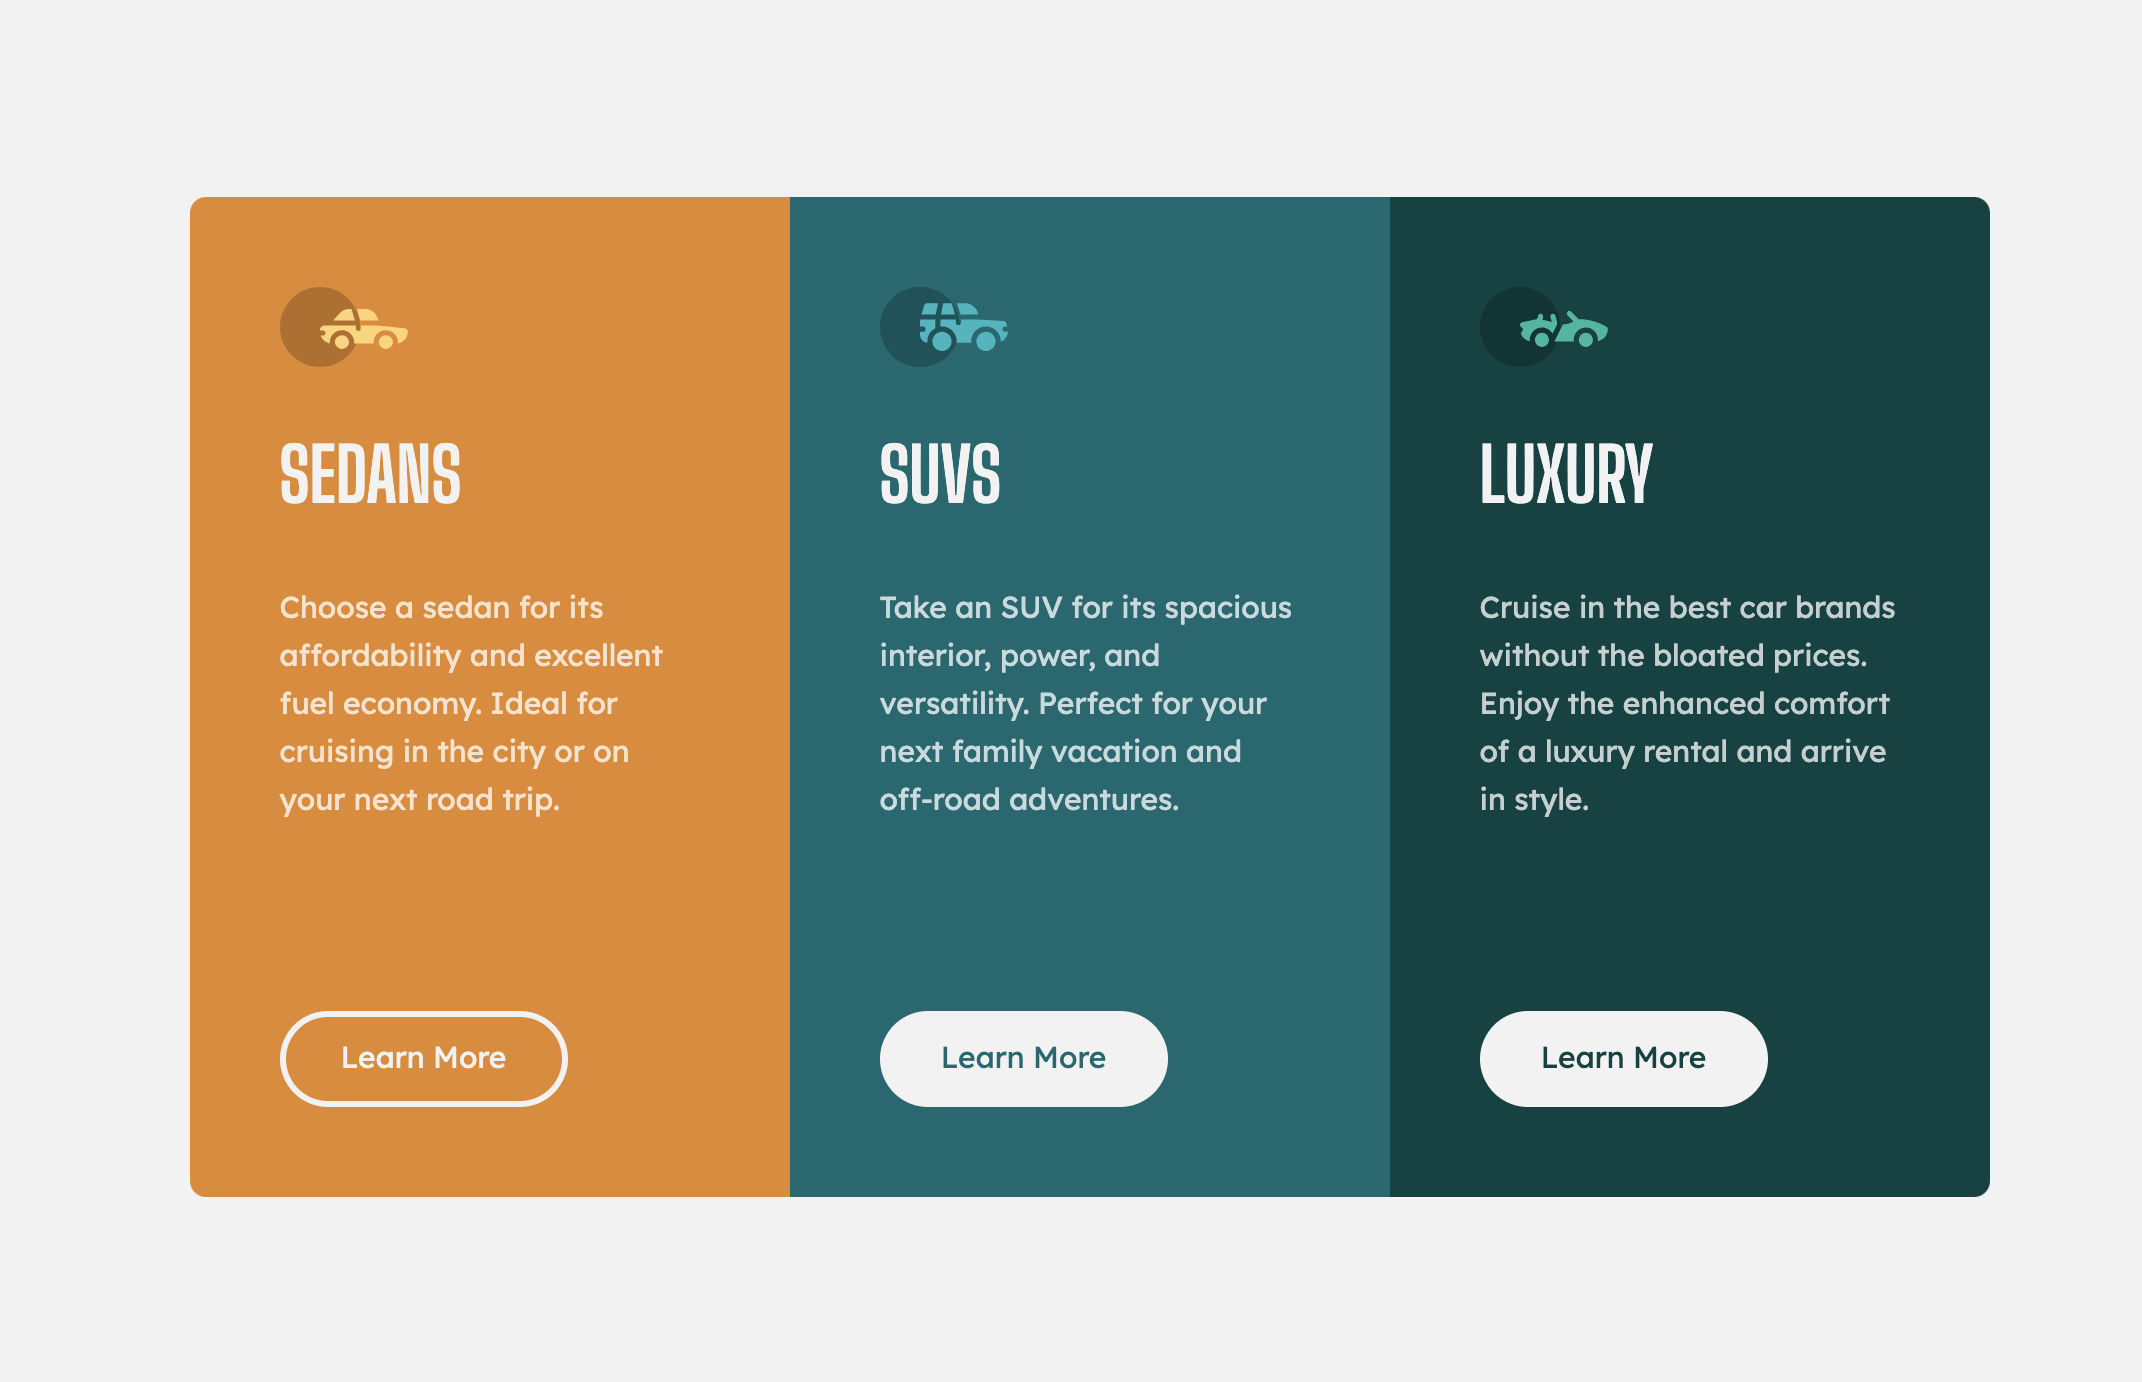 SEDANS
Choose a sedan for its
affordability and excellent
fuel economy. Ideal for
cruising in the city or on
your next road trip.
Learn More
SUVS
Take an SUV for its spacious
interior, power, and
versatility. Perfect for your
next family vacation and
off-road adventures.
Learn More
LUXURY
Cruise in the best car brands
without the bloated prices.
Enjoy the enhanced comfort
of a luxury rental and arrive
in style.
Learn More